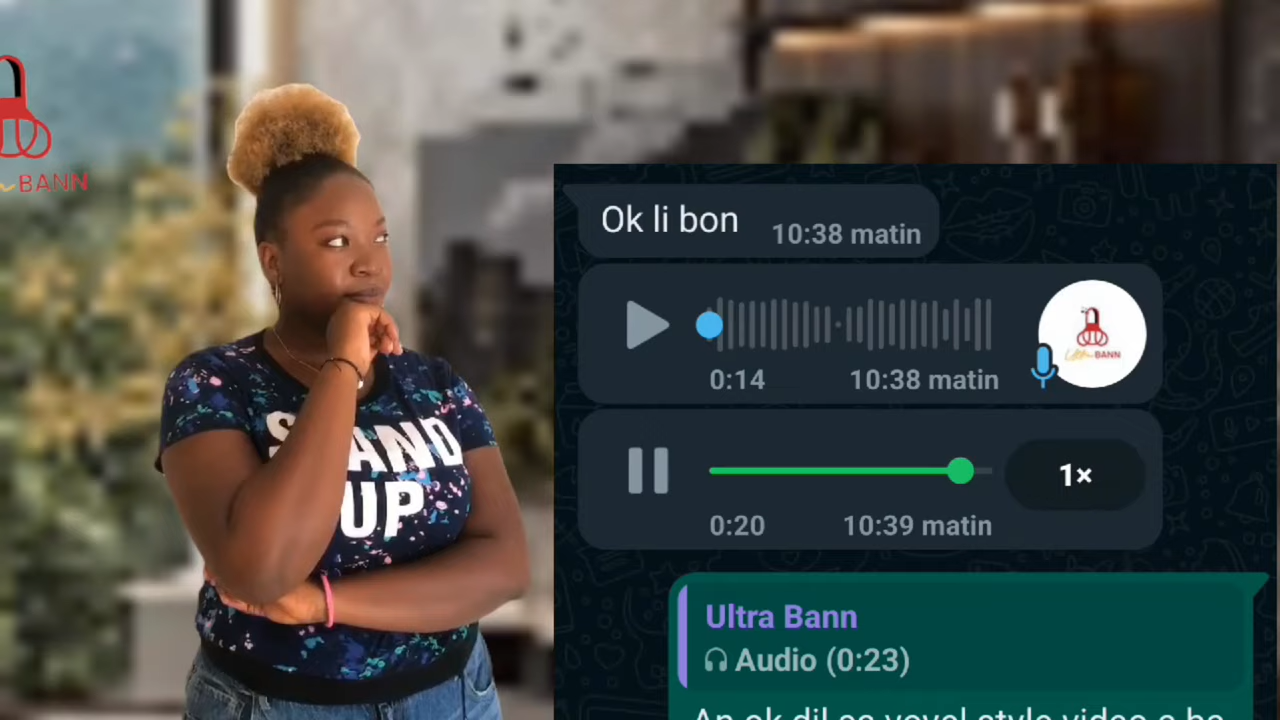 BANN
STAND
UP
Ok li bon 10:38 matin
0:14 10:38 matin
BANN
1×
0:20 10:39 matin
Ultra Bann
Audio (0:23)